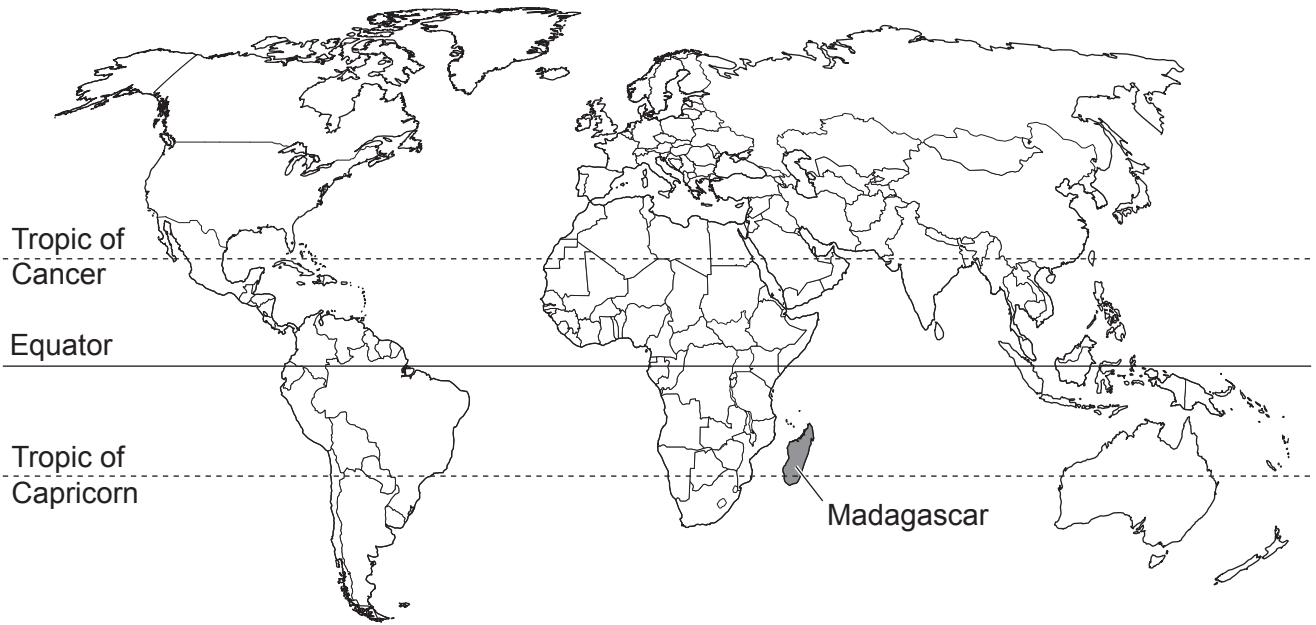 Tropic of
Cancer
Equator
Tropic of
Capricorn
Madagascar